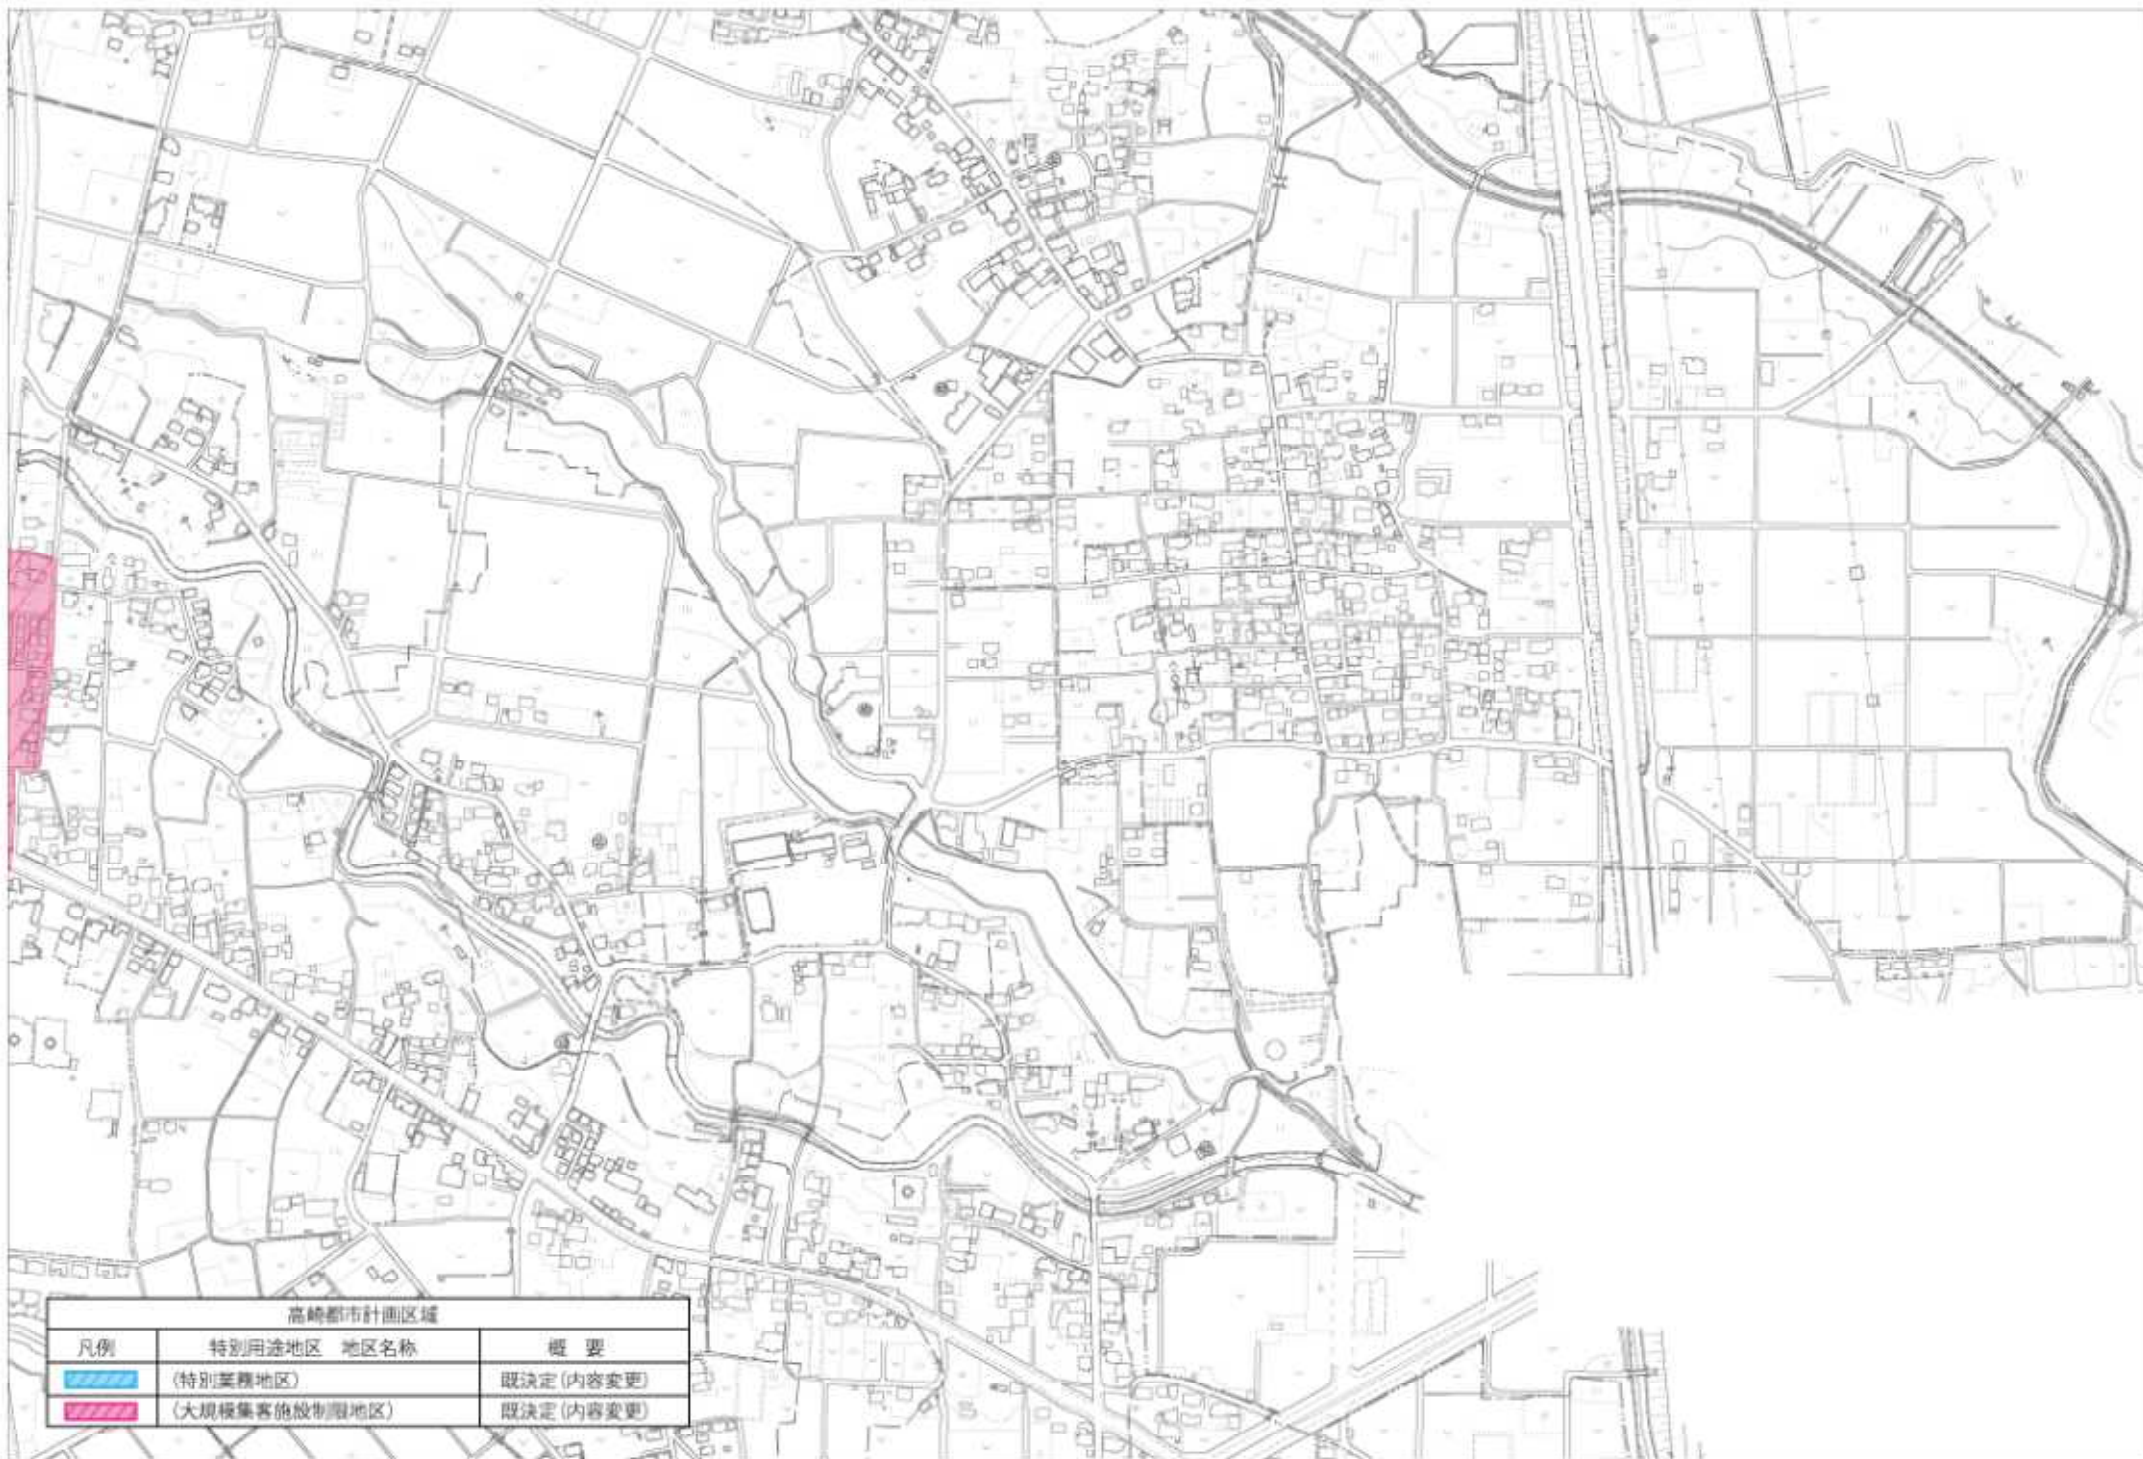 高崎都市計画区域
凡例 特別用途地区 地区名称 概 要
(特別業務地区) 既決定(内容変更)
(大規模集客施設制限地区) 既決定(内容変更)